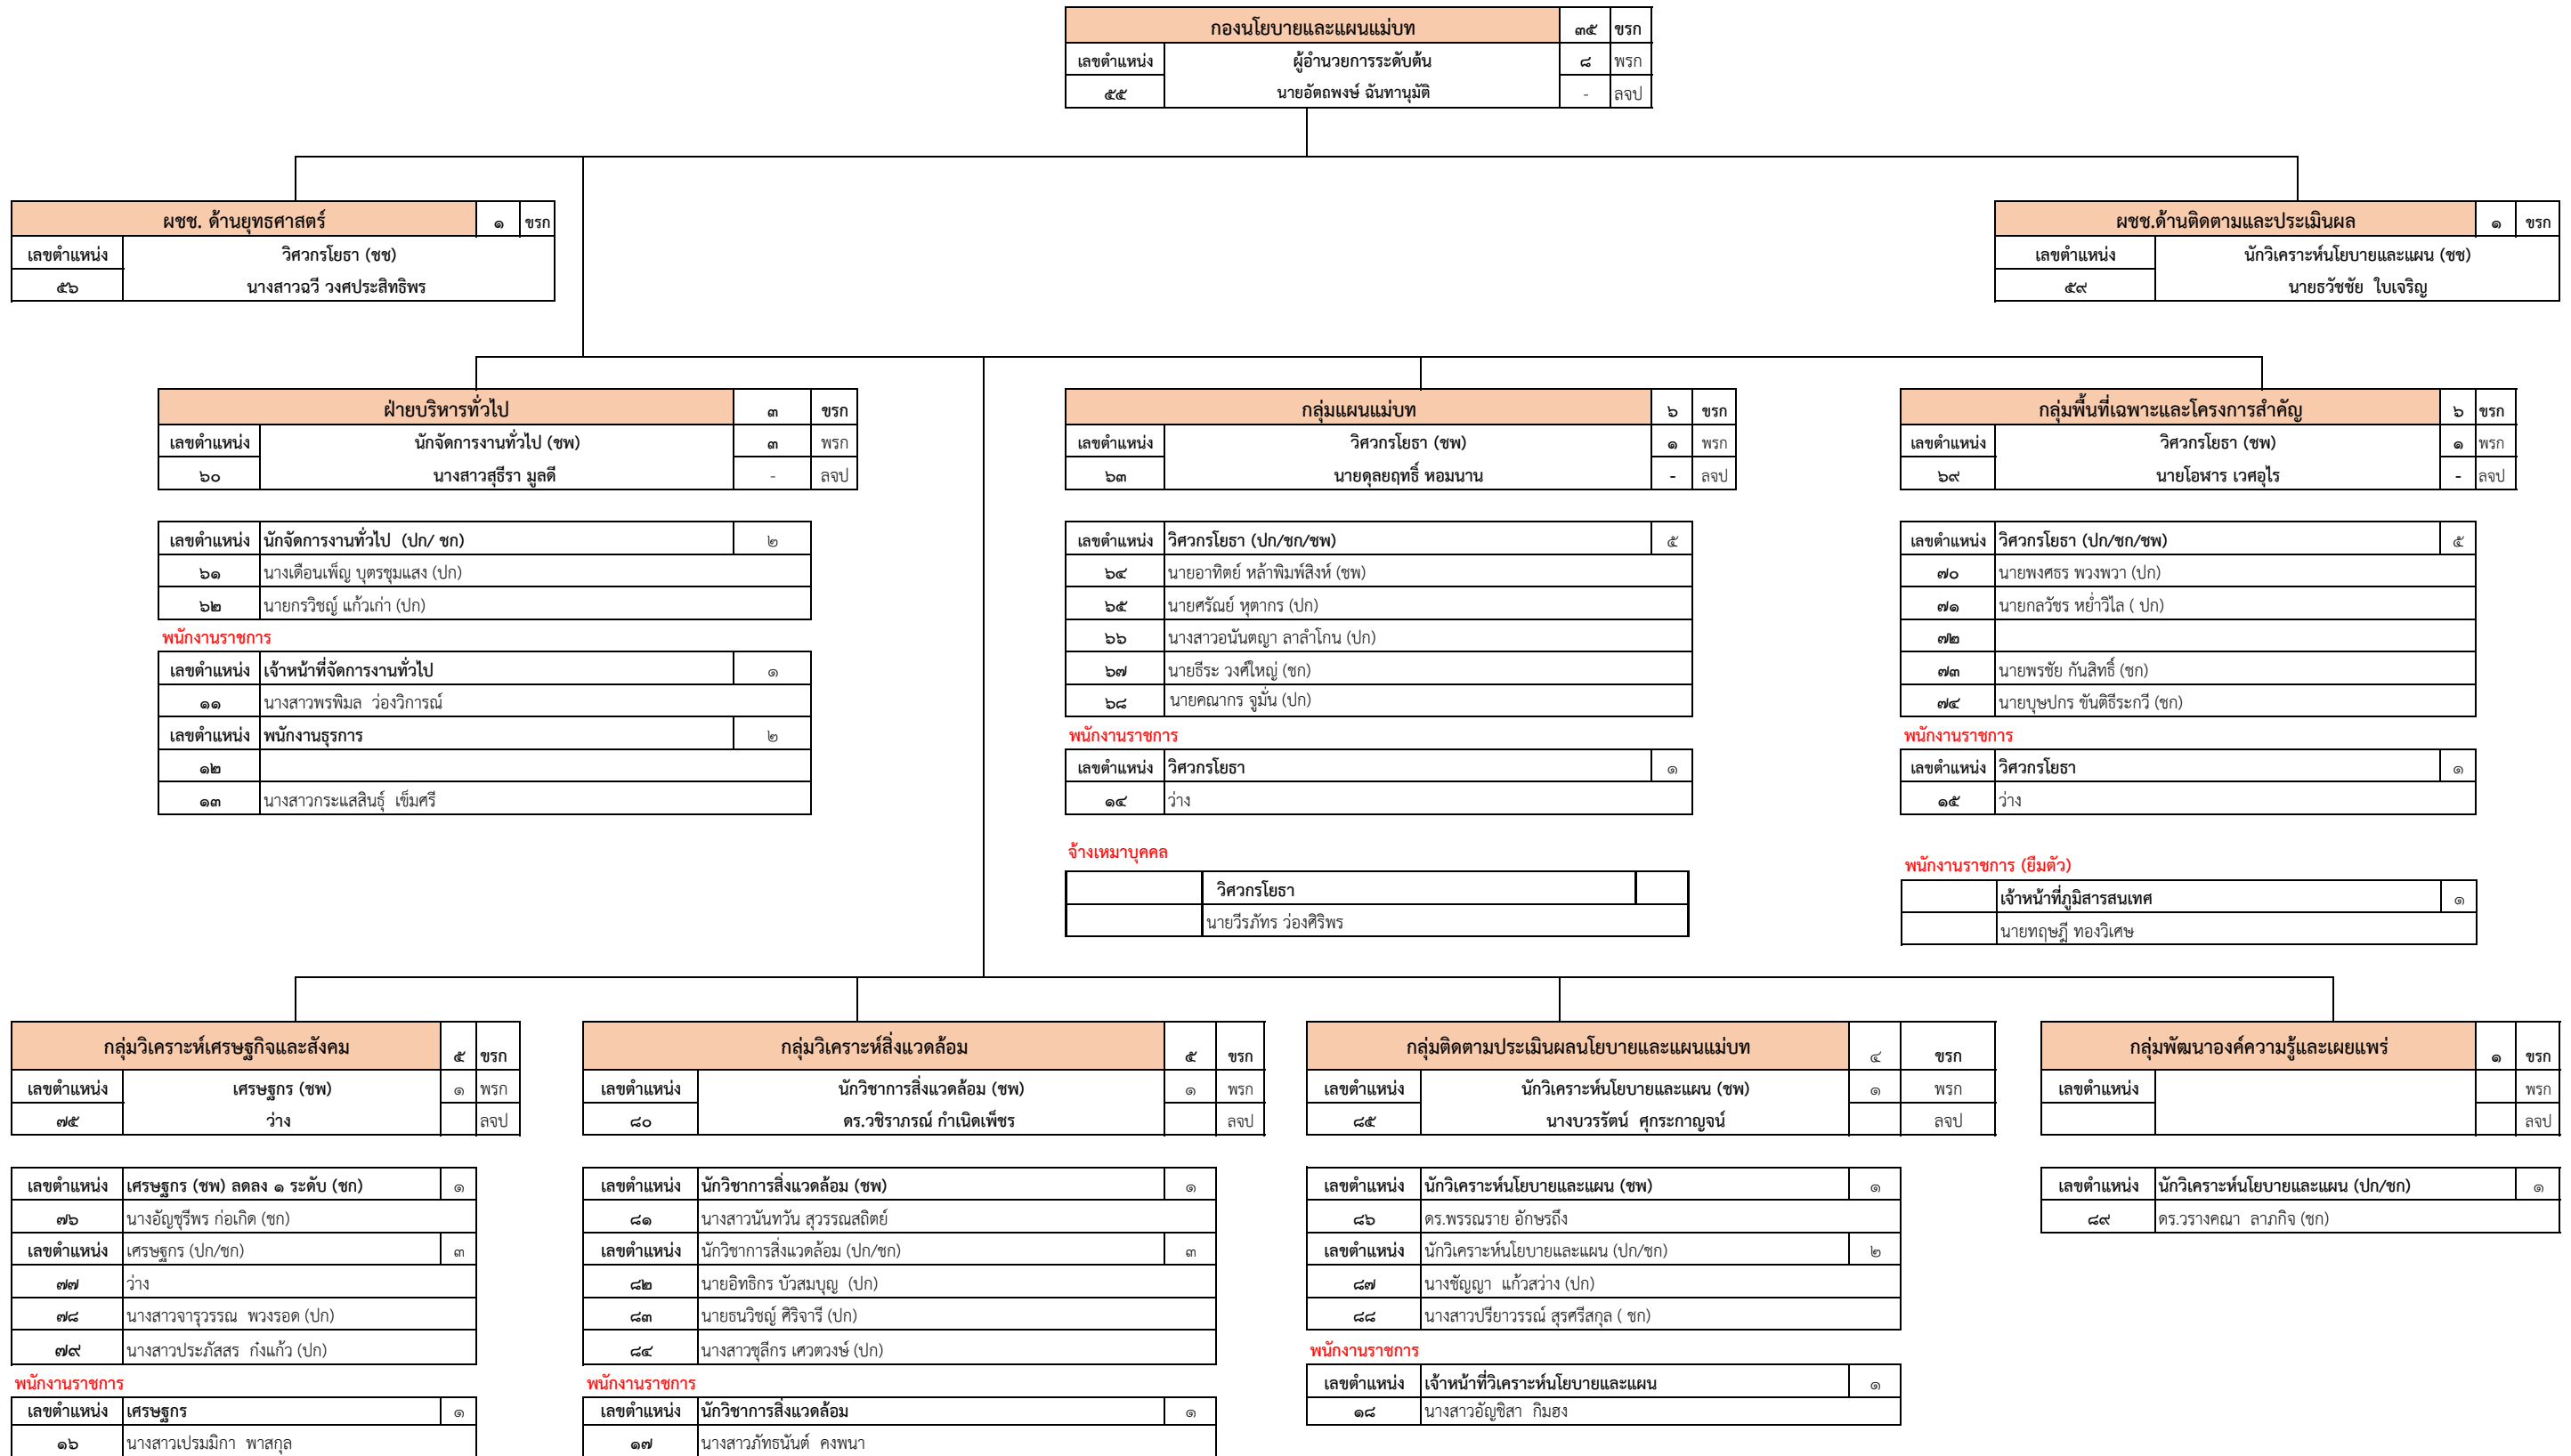 กองนโยบายและแผนแม่บท ๓๕ ขรก
เลขตำแหน่ง ผู้อำนวยการระดับต้น ๘ พรก
๕๕ นายอัตถพงษ์ ฉันทานุมัติ - ลจป
ผชช. ด้านยุทธศาสตร์ ๑ ขรก
เลขตำแหน่ง วิศวกรโยธา (ชช)
๕๖ นางสาวฉวี วงศประสิทธิพร
ผชช.ด้านติดตามและประเมินผล ๑ ขรก
เลขตำแหน่ง นักวิเคราะห์นโยบายและแผน (ชช)
๕๙ นายธวัชชัย ใบเจริญ
ฝ่ายบริหารทั่วไป ๓ ขรก
เลขตำแหน่ง นักจัดการงานทั่วไป (ชพ) ๓ พรก
๖๐ นางสาวสุธีรา มูลดี - ลจป
เลขตำแหน่ง นักจัดการงานทั่วไป (ปก/ ชก) ๒
๖๑ นางเดือนเพ็ญ บุตรชุมแสง (ปก)
๖๒ นายกรวิชญ์ แก้วเก่า (ปก)
พนักงานราชการ
เลขตำแหน่ง เจ้าหน้าที่จัดการงานทั่วไป ๑
๑๑ นางสาวพรพิมล ว่องวิการณ์
เลขตำแหน่ง พนักงานธุรการ ๒
๑๒
๑๓ นางสาวกระแสสินธุ์ เข็มศรี
กลุ่มแผนแม่บท ๖ ขรก
เลขตำแหน่ง วิศวกรโยธา (ชพ) ๑ พรก
๖๓ นายดุลยฤทธิ์ หอมนาน - ลจป
เลขตำแหน่ง วิศวกรโยธา (ปก/ชก/ชพ) ๕
๖๔ นายอาทิตย์ หล้าพิมพ์สิงห์ (ชพ)
๖๕ นายศรัณย์ หุตากร (ปก)
๖๖ นางสาวอนันตญา ลาลำโกน (ปก)
๖๗ นายธีระ วงศ์ใหญ่ (ชก)
๖๘ นายคณากร จูมั่น (ปก)
พนักงานราชการ
เลขตำแหน่ง วิศวกรโยธา ๑
๑๔ ว่าง
จ้างเหมาบุคคล
วิศวกรโยธา
นายวีรภัทร ว่องศิริพร
กลุ่มพื้นที่เฉพาะและโครงการสำคัญ ๖ ขรก
เลขตำแหน่ง วิศวกรโยธา (ชพ) ๑ พรก
๖๙ นายโอฬาร เวศอุไร - ลจป
เลขตำแหน่ง วิศวกรโยธา (ปก/ชก/ชพ) ๕
๗๐ นายพงศธร พวงพวา (ปก)
๗๑ นายกลวัชร หย่ำวิไล ( ปก)
๗๒
๗๓ นายพรชัย กันสิทธิ์ (ชก)
๗๔ นายบุษปกร ขันติธีระกวี (ชก)
พนักงานราชการ
เลขตำแหน่ง วิศวกรโยธา ๑
๑๕ ว่าง
พนักงานราชการ (ยืมตัว)
เจ้าหน้าที่ภูมิสารสนเทศ ๑
นายทฤษฎี ทองวิเศษ
กลุ่มวิเคราะห์เศรษฐกิจและสังคม ๕ ขรก
เลขตำแหน่ง เศรษฐกร (ชพ) ๑ พรก
๗๕ ว่าง ลจป
เลขตำแหน่ง เศรษฐกร (ชพ) ลดลง ๑ ระดับ (ชก) ๑
๗๖ นางอัญชุรีพร ก่อเกิด (ชก)
เลขตำแหน่ง เศรษฐกร (ปก/ชก) ๓
๗๗ ว่าง
๗๘ นางสาวจารุวรรณ พวงรอด (ปก)
๗๙ นางสาวประภัสสร ก๋งแก้ว (ปก)
พนักงานราชการ
เลขตำแหน่ง เศรษฐกร ๑
๑๖ นางสาวเปรมมิกา พาสกุล
กลุ่มวิเคราะห์สิ่งแวดล้อม ๕ ขรก
เลขตำแหน่ง นักวิชาการสิ่งแวดล้อม (ชพ) ๑ พรก
๘๐ ดร.วชิราภรณ์ กำเนิดเพ็ชร ลจป
เลขตำแหน่ง นักวิชาการสิ่งแวดล้อม (ชพ) ๑
๘๑ นางสาวนันทวัน สุวรรณสถิตย์
เลขตำแหน่ง นักวิชาการสิ่งแวดล้อม (ปก/ชก) ๓
๘๒ นายอิทธิกร บัวสมบุญ (ปก)
๘๓ นายธนวิชญ์ ศิริจารี (ปก)
๘๔ นางสาวชุลีกร เศวตวงษ์ (ปก)
พนักงานราชการ
เลขตำแหน่ง นักวิชาการสิ่งแวดล้อม ๑
๑๗ นางสาวภัทธนันต์ คงพนา
กลุ่มติดตามประเมินผลนโยบายและแผนแม่บท ๔ ขรก
เลขตำแหน่ง นักวิเคราะห์นโยบายและแผน (ชพ) ๑ พรก
๘๕ นางบวรรัตน์ ศุกระกาญจน์ ลจป
เลขตำแหน่ง นักวิเคราะห์นโยบายและแผน (ชพ) ๑
๘๖ ดร.พรรณราย อักษรถึง
เลขตำแหน่ง นักวิเคราะห์นโยบายและแผน (ปก/ชก) ๒
๘๗ นางชัญญา แก้วสว่าง (ปก)
๘๘ นางสาวปรียาวรรณ์ สุรศรีสกุล ( ชก)
พนักงานราชการ
เลขตำแหน่ง เจ้าหน้าที่วิเคราะห์นโยบายและแผน ๑
๑๘ นางสาวอัญชิสา กิมฮง
กลุ่มพัฒนาองค์ความรู้และเผยแพร่ ๑ ขรก
เลขตำแหน่ง พรก
ลจป
เลขตำแหน่ง นักวิเคราะห์นโยบายและแผน (ปก/ชก) ๑
๘๙ ดร.วรางคณา ลาภกิจ (ชก)